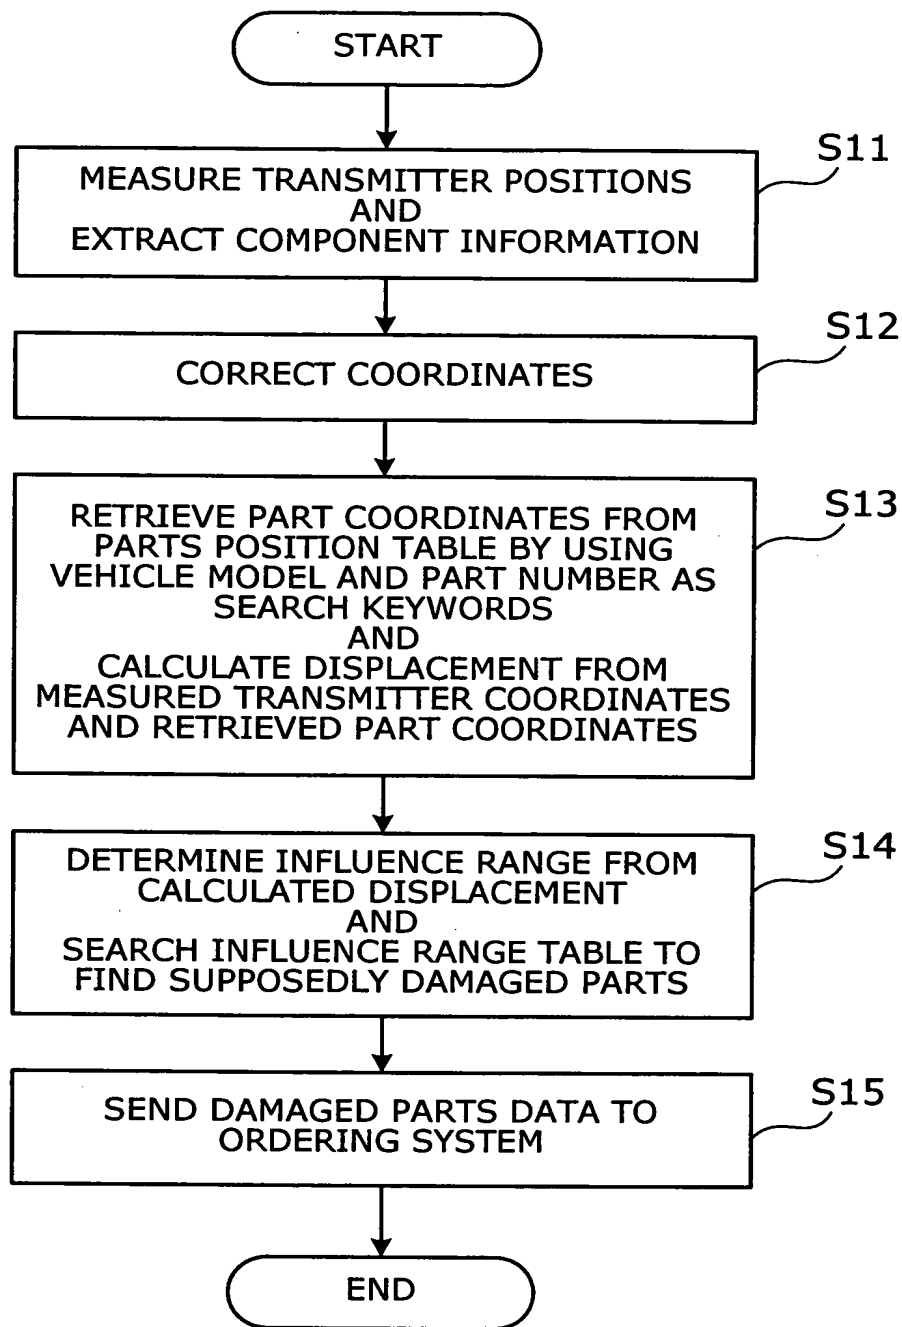 START
S11
MEASURE TRANSMITTER POSITIONS
AND
EXTRACT COMPONENT INFORMATION
S12
CORRECT COORDINATES
S13
RETRIEVE PART COORDINATES FROM
PARTS POSITION TABLE BY USING
VEHICLE MODEL AND PART NUMBER AS
SEARCH KEYWORDS
AND
CALCULATE DISPLACEMENT FROM
MEASURED TRANSMITTER COORDINATES
AND RETRIEVED PART COORDINATES
S14
DETERMINE INFLUENCE RANGE FROM
CALCULATED DISPLACEMENT
AND
SEARCH INFLUENCE RANGE TABLE TO
FIND SUPPOSEDLY DAMAGED PARTS
S15
SEND DAMAGED PARTS DATA TO
ORDERING SYSTEM
END